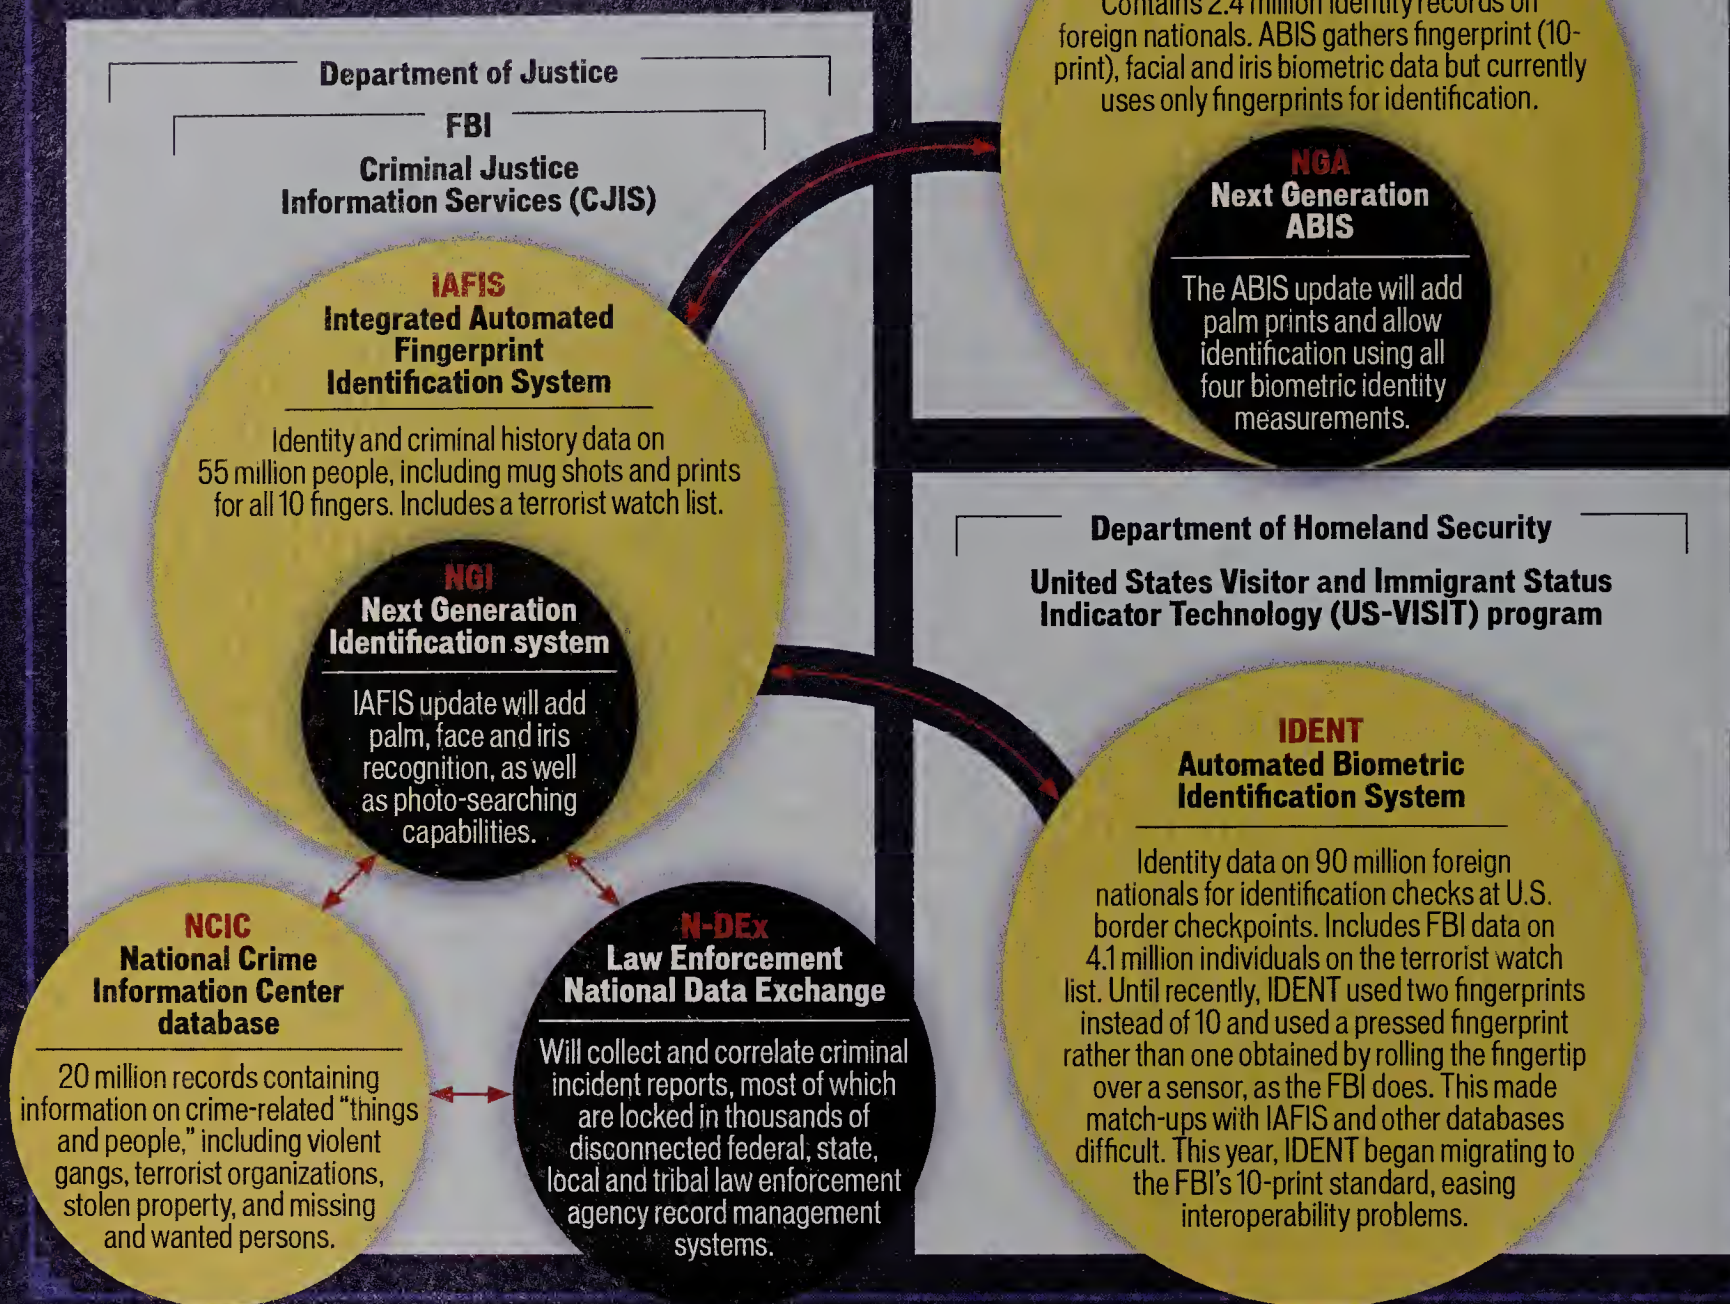 Contains 2.4 million identity records on
foreign nationals. ABIS gathers fingerprint (10-
print), facial and iris biometric data but currently
uses only fingerprints for identification.
NGA
Next Generation
ABIS
The ABIS update will add
palm prints and allow
identification using all
four biometric identity
measurements.
Department of Justice
FBI
Criminal Justice
Information Services (CJIS)
IAFIS
Integrated Automated
Fingerprint
Identification System
Identity and criminal history data on
55 million people, including mug shots and prints
for all 10 fingers. Includes a terrorist watch list.
NGI
Next Generation
Identification system
IAFIS update will add
palm, face and iris
recognition, as well
as photo-searching
capabilities.
NCIC
National Crime
Information Center
database
20 million records containing
information on crime-related “things
and people,” including violent
gangs, terrorist organizations,
stolen property, and missing
and wanted persons.
N-DEx
Law Enforcement
National Data Exchange
Will collect and correlate criminal
incident reports, most of which
are locked in thousands of
disconnected federal, state,
local and tribal law enforcement
agency record management
systems.
Department of Homeland Security
United States Visitor and Immigrant Status
Indicator Technology (US-VISIT) program
IDENT
Automated Biometric
Identification System
Identity data on 90 million foreign
nationals for identification checks at U.S.
border checkpoints. Includes FBI data on
4.1 million individuals on the terrorist watch
list. Until recently, IDENT used two fingerprints
instead of 10 and used a pressed fingerprint
rather than one obtained by rolling the fingertip
over a sensor, as the FBI does. This made
match-ups with IAFIS and other databases
difficult. This year, IDENT began migrating to
the FBI’s 10-print standard, easing
interoperability problems.